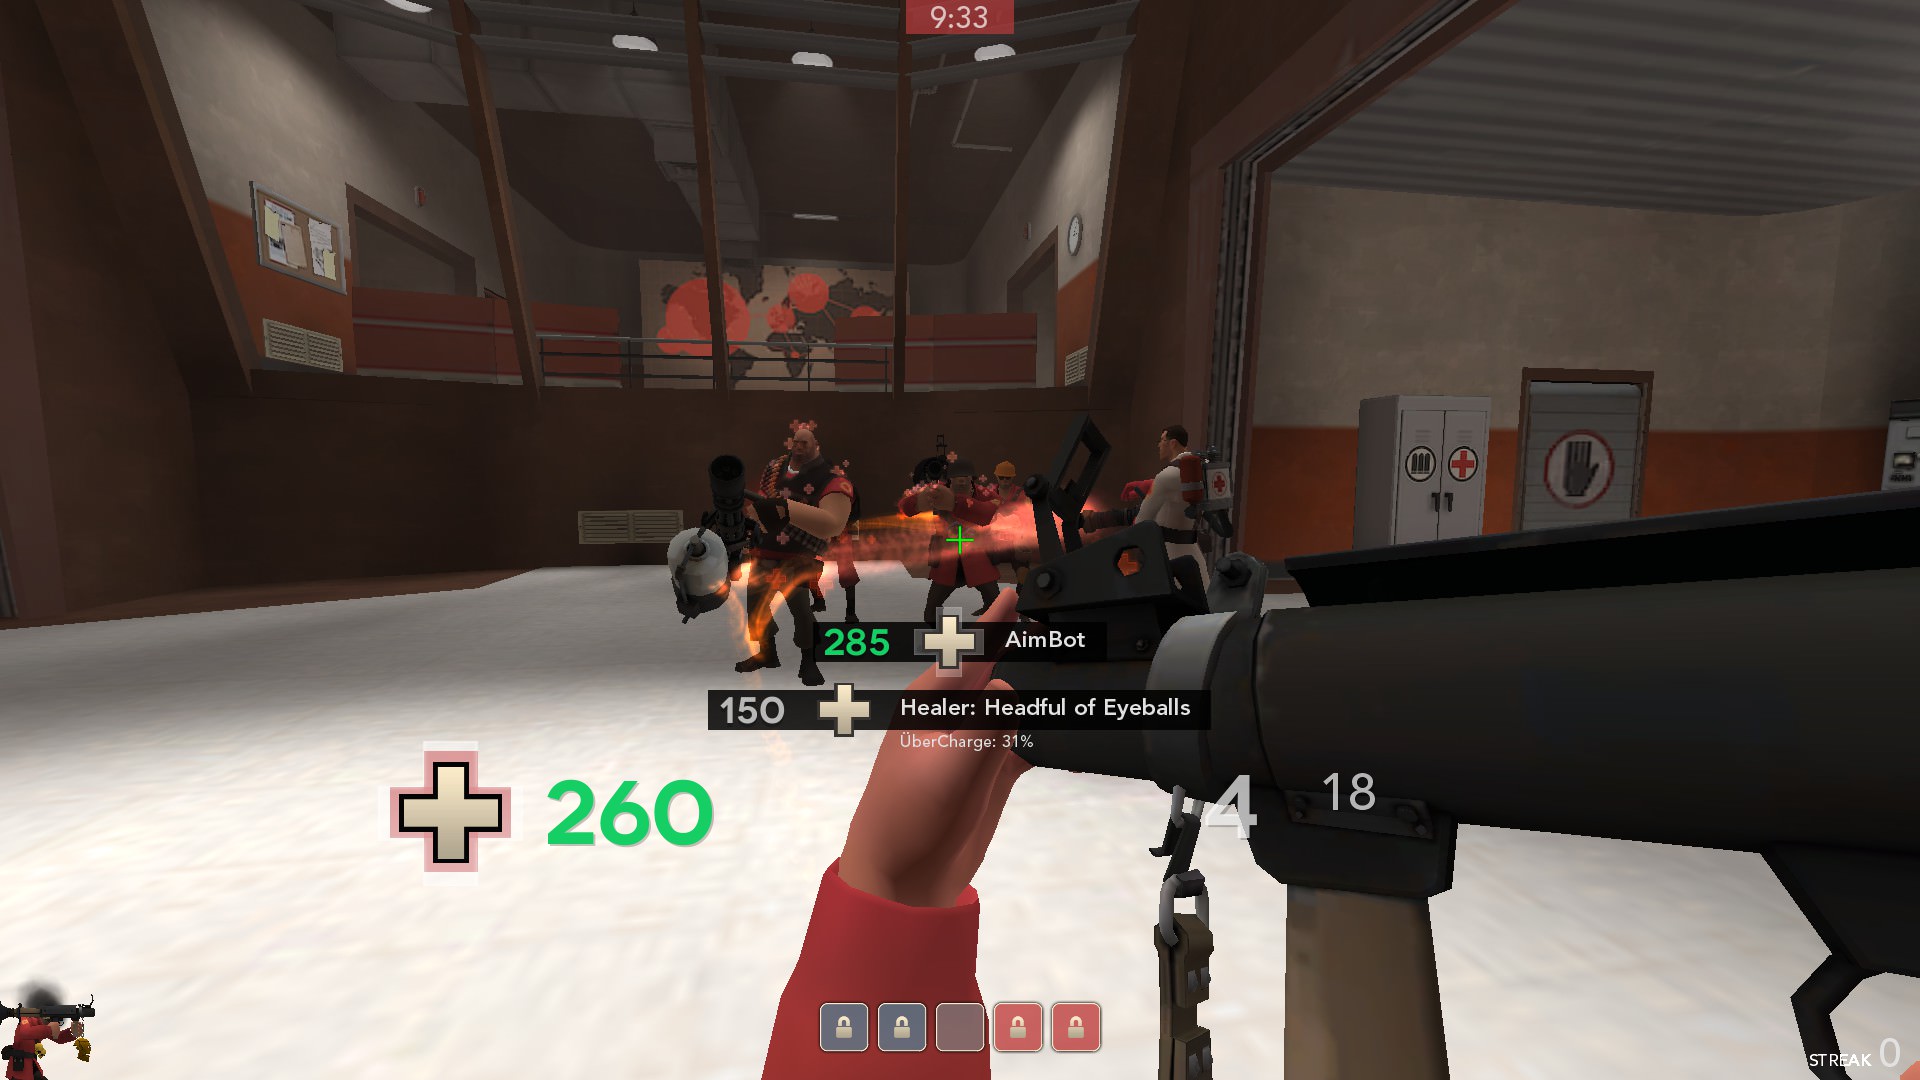 9:33
285 AimBot
150 Healer: Headful of Eyeballs
ÜberCharge: 31%
260
4 18
STREAK 0